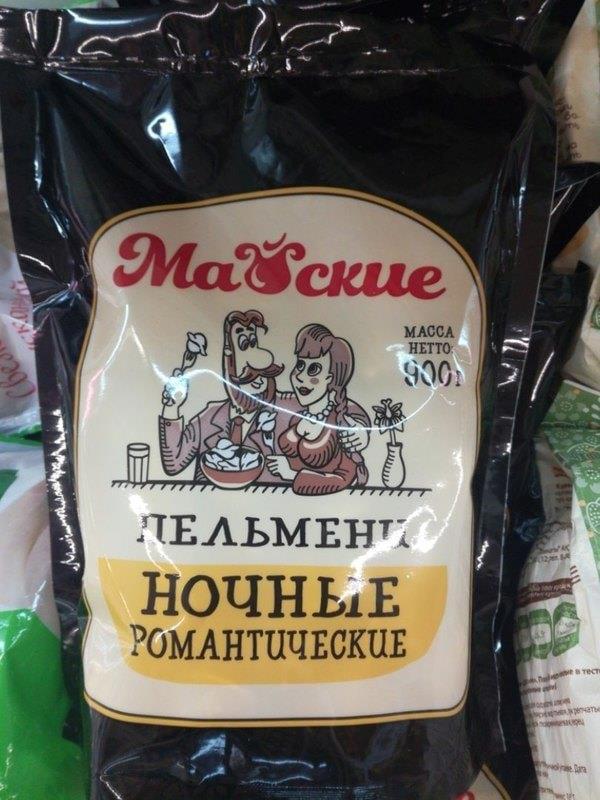 Майские
МАССА
НЕТТО:
900г
ПЕЛЬМЕНИ
НОЧНЫЕ
РОМАНТИЧЕСКИЕ